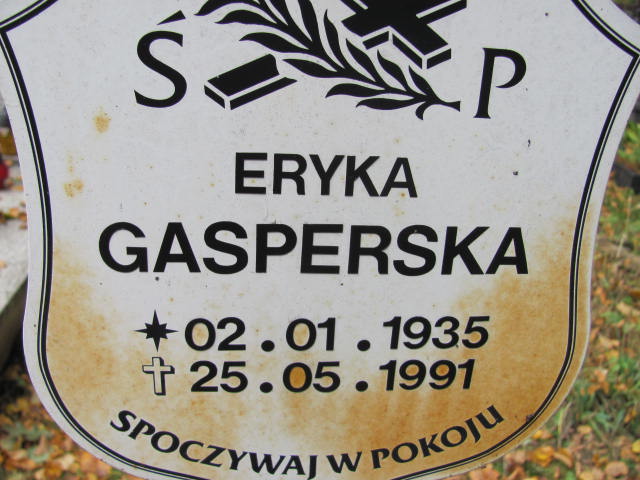 Ś P
ERYKA
GASPERSKA
02.01.1935
25.05.1991
SPOCZYWAJ W POKOJU